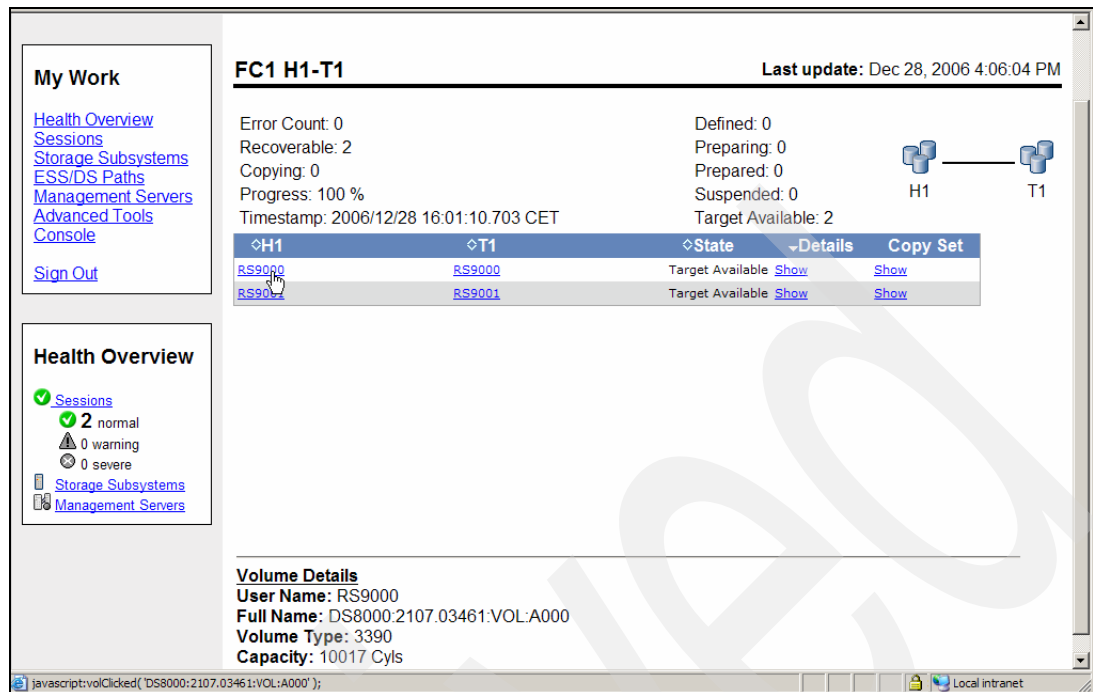 My Work
Health Overview
Sessions
Storage Subsystems
ESS/DS Paths
Management Servers
Advanced Tools
Console
Sign Out
Health Overview
Sessions
2 normal
0 warning
0 severe
Storage Subsystems
Management Servers
FC1 H1-T1 Last update: Dec 28, 2006 4:06:04 PM
Error Count: 0 Defined: 0
Recoverable: 2 Preparing: 0
Copying: 0 Prepared: 0
Progress: 100 % Suspended: 0
Timestamp: 2006/12/28 16:01:10.703 CET Target Available: 2
H1 T1
H1 T1 State Details Copy Set
RS9000 RS9000 Target Available Show Show
RS9001 RS9001 Target Available Show Show
Volume Details
User Name: RS9000
Full Name: DS8000:2107.03461:VOL:A000
Volume Type: 3390
Capacity: 10017 Cyls
javascript:volClicked( 'DS8000:2107.03461:VOL:A000' ); Local intranet